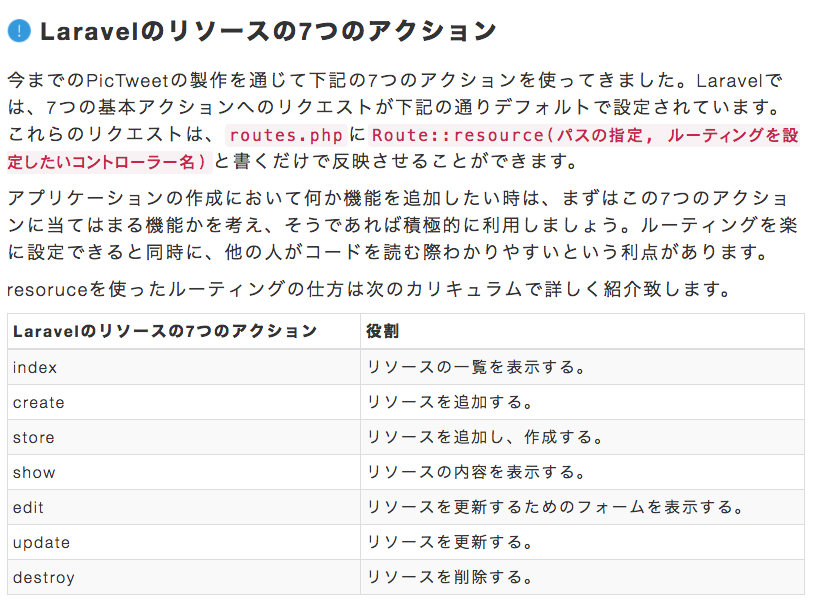 Laravelのリソースの7つのアクション
今までのPicTweetの製作を通じて下記の7つのアクションを使ってきました。Laravelで
は、7つの基本アクションへのリクエストが下記の通りデフォルトで設定されています。
これらのリクエストは、 routes.php に Route::resource(パスの指定, ルーティングを設
定したいコントローラー名) と書くだけで反映させることができます。
アプリケーションの作成において何か機能を追加したい時は、まずはこの7つのアクショ
ンに当てはまる機能かを考え、そうであれば積極的に利用しましょう。ルーティングを楽
に設定できると同時に、他の人がコードを読む際わかりやすいという利点があります。
resoruceを使ったルーティングの仕方は次のカリキュラムで詳しく紹介致します。
Laravelのリソースの7つのアクション 役割
index リソースの一覧を表示する。
create リソースを追加する。
store リソースを追加し、作成する。
show リソースの内容を表示する。
edit リソースを更新するためのフォームを表示する。
update リソースを更新する。
destroy リソースを削除する。